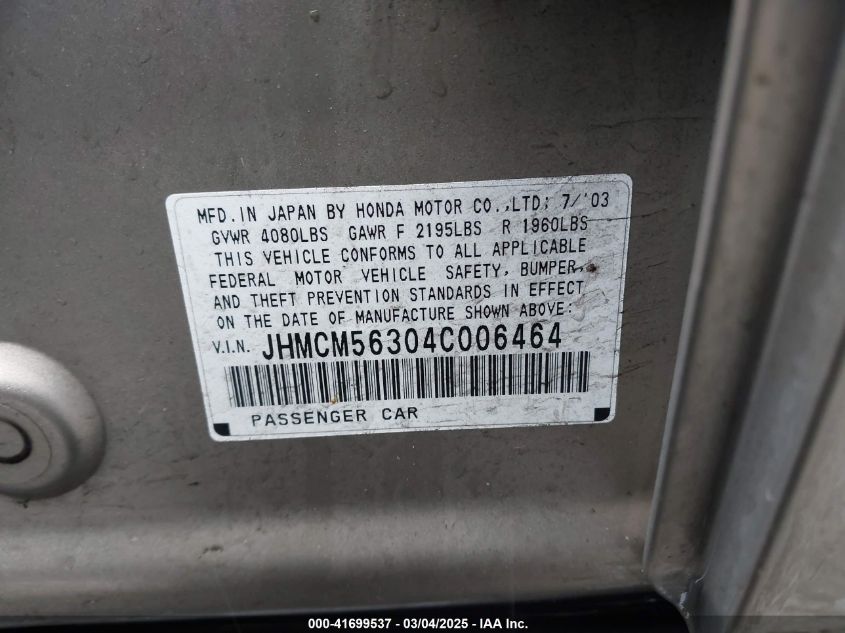 MFD. IN JAPAN BY HONDA MOTOR CO.,LTD; 7/'03
GVWR 4080LBS GAWR F 2195LBS R 1960LBS
THIS VEHICLE CONFORMS TO ALL APPLICABLE
FEDERAL MOTOR VEHICLE SAFETY, BUMPER,
AND THEFT PREVENTION STANDARDS IN EFFECT
ON THE DATE OF MANUFACTURE SHOWN ABOVE:
V.I.N. JHMCM56304C006464
PASSENGER CAR
000-41699537 - 03/04/2025 - IAA Inc.